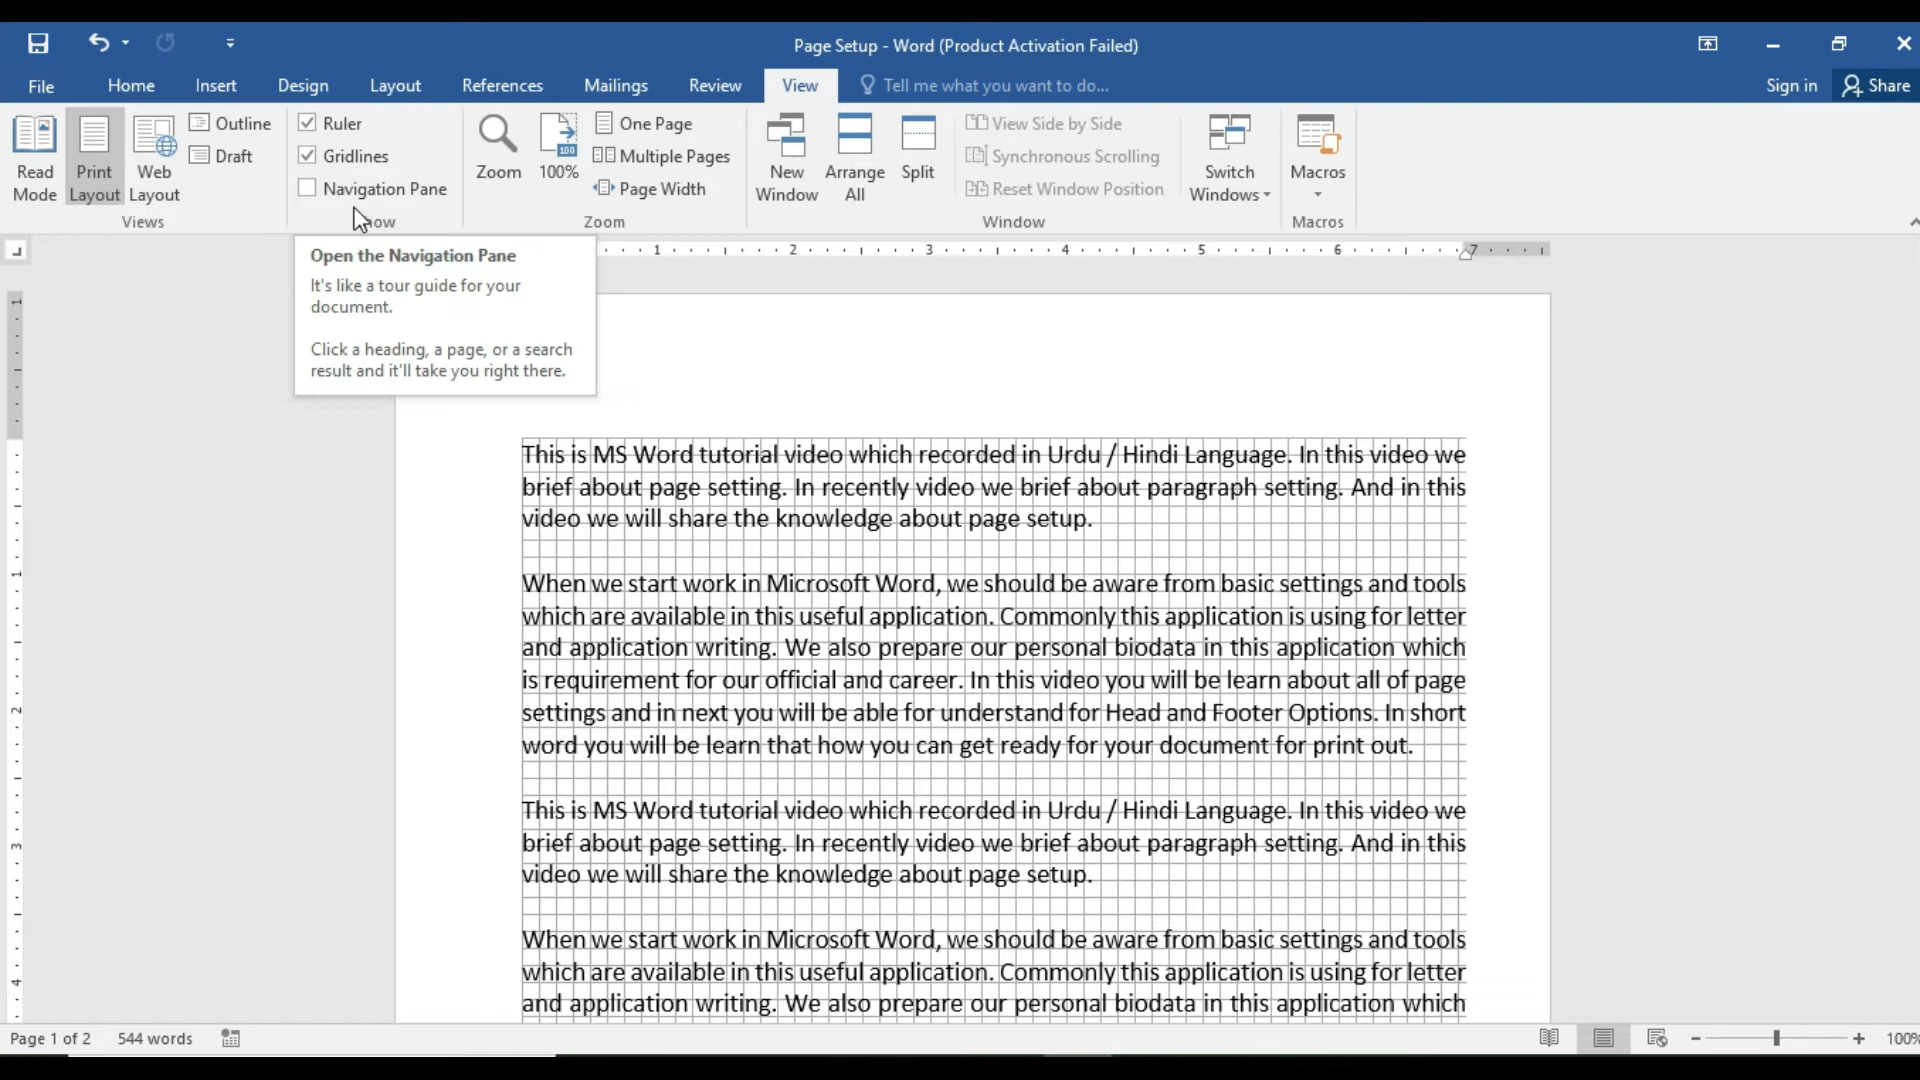 Page Setup - Word (Product Activation Failed)
File Home Insert Design Layout References Mailings Review View Tell me what you want to do... Sign in Share
Read Mode
Print Layout
Web Layout
Outline
Draft
Views
Ruler
Gridlines
Navigation Pane
Zoom
100%
100
One Page
Multiple Pages
Page Width
Zoom
New Window
Arrange All
Split
View Side by Side
Synchronous Scrolling
Reset Window Position
Switch Windows
Window
Macros
Macros
Open the Navigation Pane
It's like a tour guide for your
document.
Click a heading, a page, or a search
result and it'll take you right there.
1 2 3 4 5 6 7
This is MS Word tutorial video which recorded in Urdu / Hindi Language. In this video we
brief about page setting. In recently video we brief about paragraph setting. And in this
video we will share the knowledge about page setup.
When we start work in Microsoft Word, we should be aware from basic settings and tools
which are available in this useful application. Commonly this application is using for letter
and application writing. We also prepare our personal biodata in this application which
is requirement for our official and career. In this video you will be learn about all of page
settings and in next you will be able for understand for Head and Footer Options. In short
word you will be learn that how you can get ready for your document for print out.
This is MS Word tutorial video which recorded in Urdu / Hindi Language. In this video we
brief about page setting. In recently video we brief about paragraph setting. And in this
video we will share the knowledge about page setup.
When we start work in Microsoft Word, we should be aware from basic settings and tools
which are available in this useful application. Commonly this application is using for letter
and application writing. We also prepare our personal biodata in this application which
1
1
2
3
4
Page 1 of 2 544 words 100%